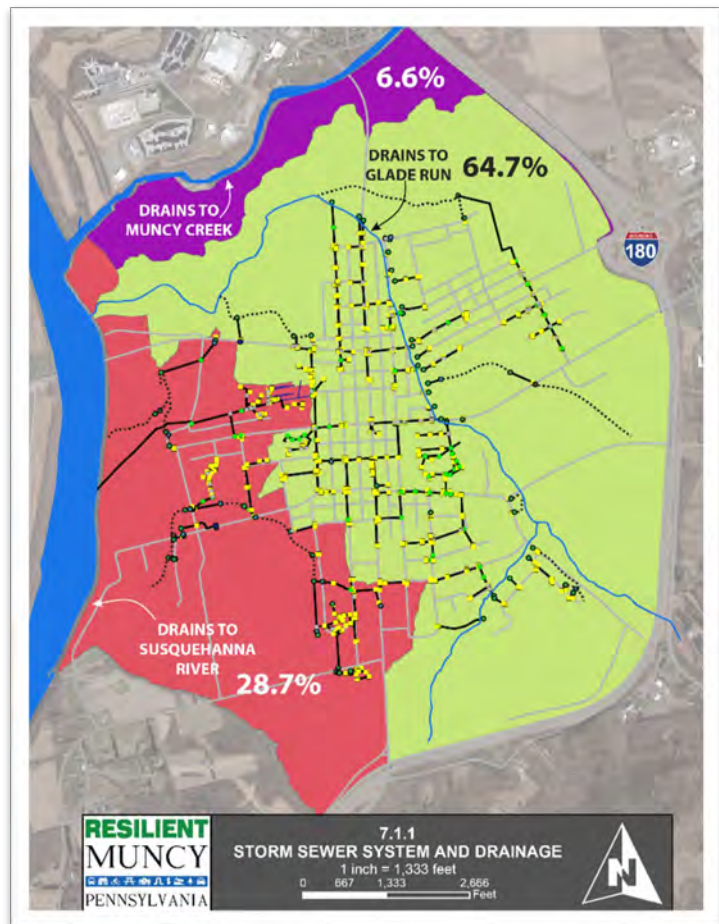 6.6%
DRAINS TO
GLADE RUN
64.7%
DRAINS TO
MUNCY CREEK
180
DRAINS TO
SUSQUEHANNA
RIVER
28.7%
RESILIENT
MUNCY
PENNSYLVANIA
7.1.1
STORM SEWER SYSTEM AND DRAINAGE
1 inch = 1,333 feet
0 667 1,333 2,666
Feet
N